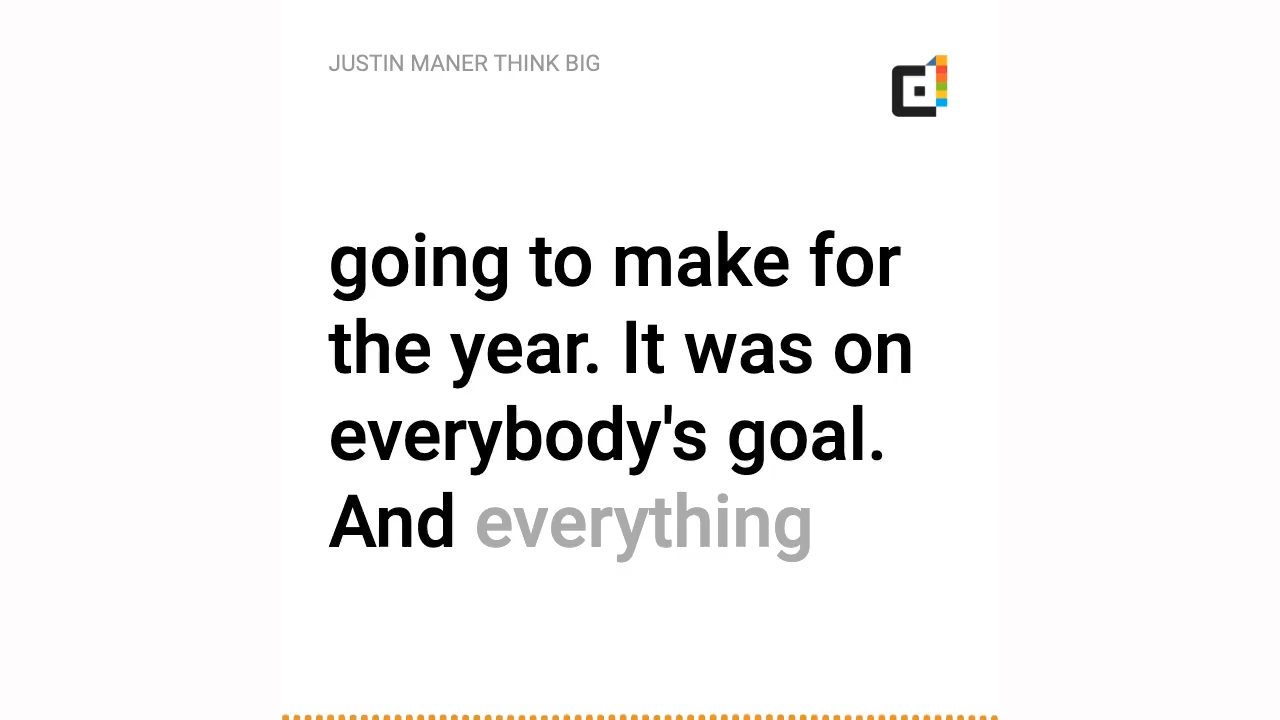 JUSTIN MANER THINK BIG
going to make for
the year. It was on
everybody's goal.
And everything